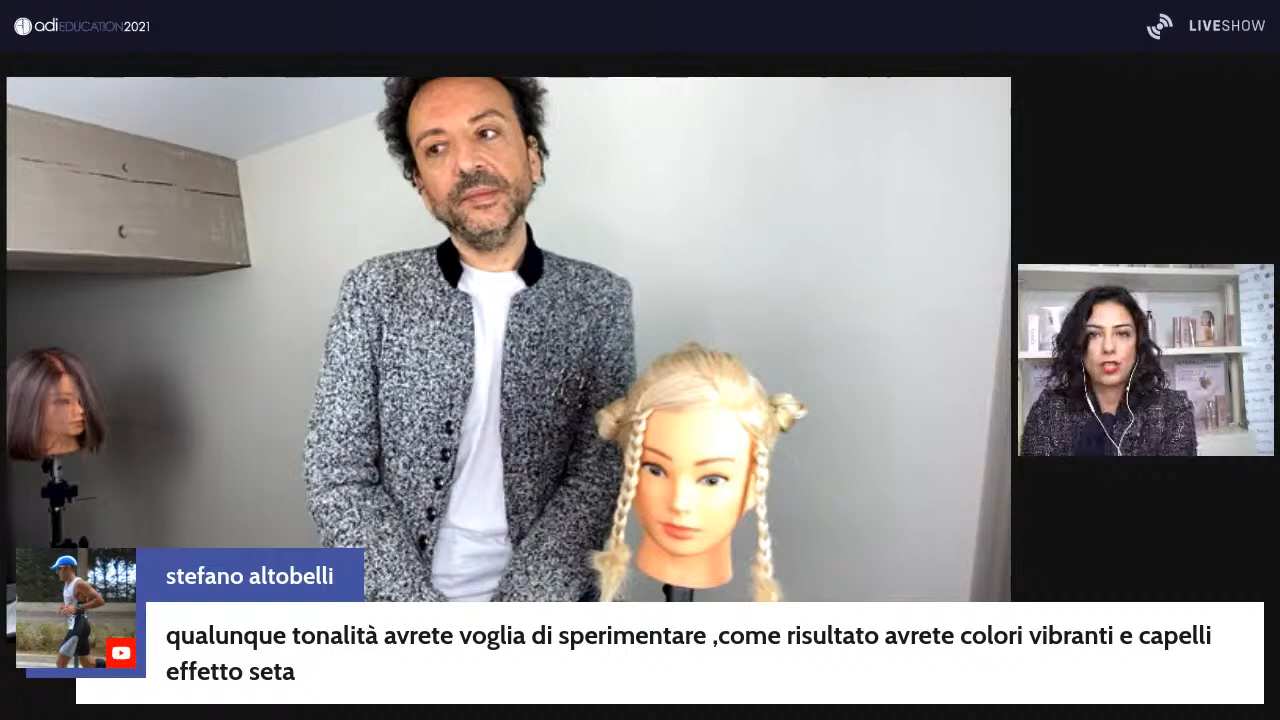 adiEDUCATION2021
LIVESHOW
stefano altobelli
qualunque tonalità avrete voglia di sperimentare ,come risultato avrete colori vibranti e capelli
effetto seta